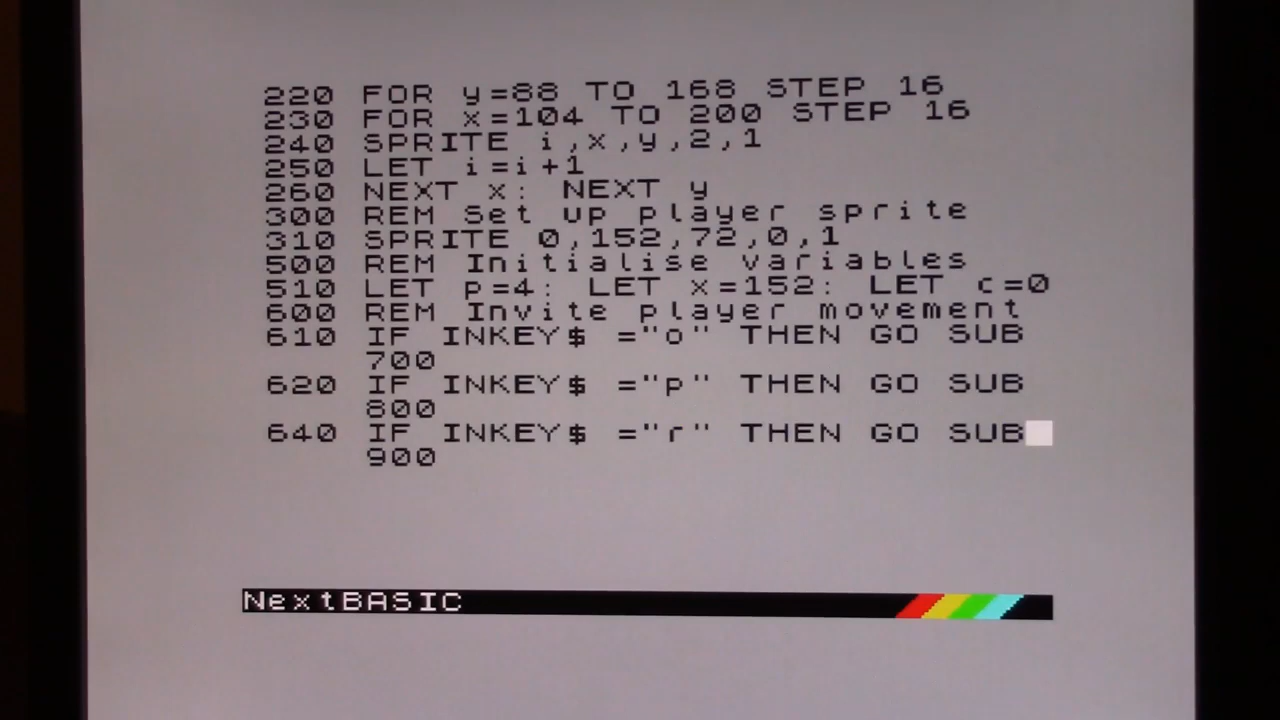 220 FOR y=88 TO 168 STEP 16
230 FOR x=104 TO 200 STEP 16
240 SPRITE i,x,y,2,1
250 LET i=i+1
260 NEXT x: NEXT y
300 REM Set up player sprite
310 SPRITE 0,152,72,0,1
500 REM Initialise variables
510 LET p=4: LET x=152: LET c=0
600 REM Invite player movement
610 IF INKEY$ ="o" THEN GO SUB
700
620 IF INKEY$ ="p" THEN GO SUB
800
640 IF INKEY$ ="r" THEN GO SUB
900
NextBASIC